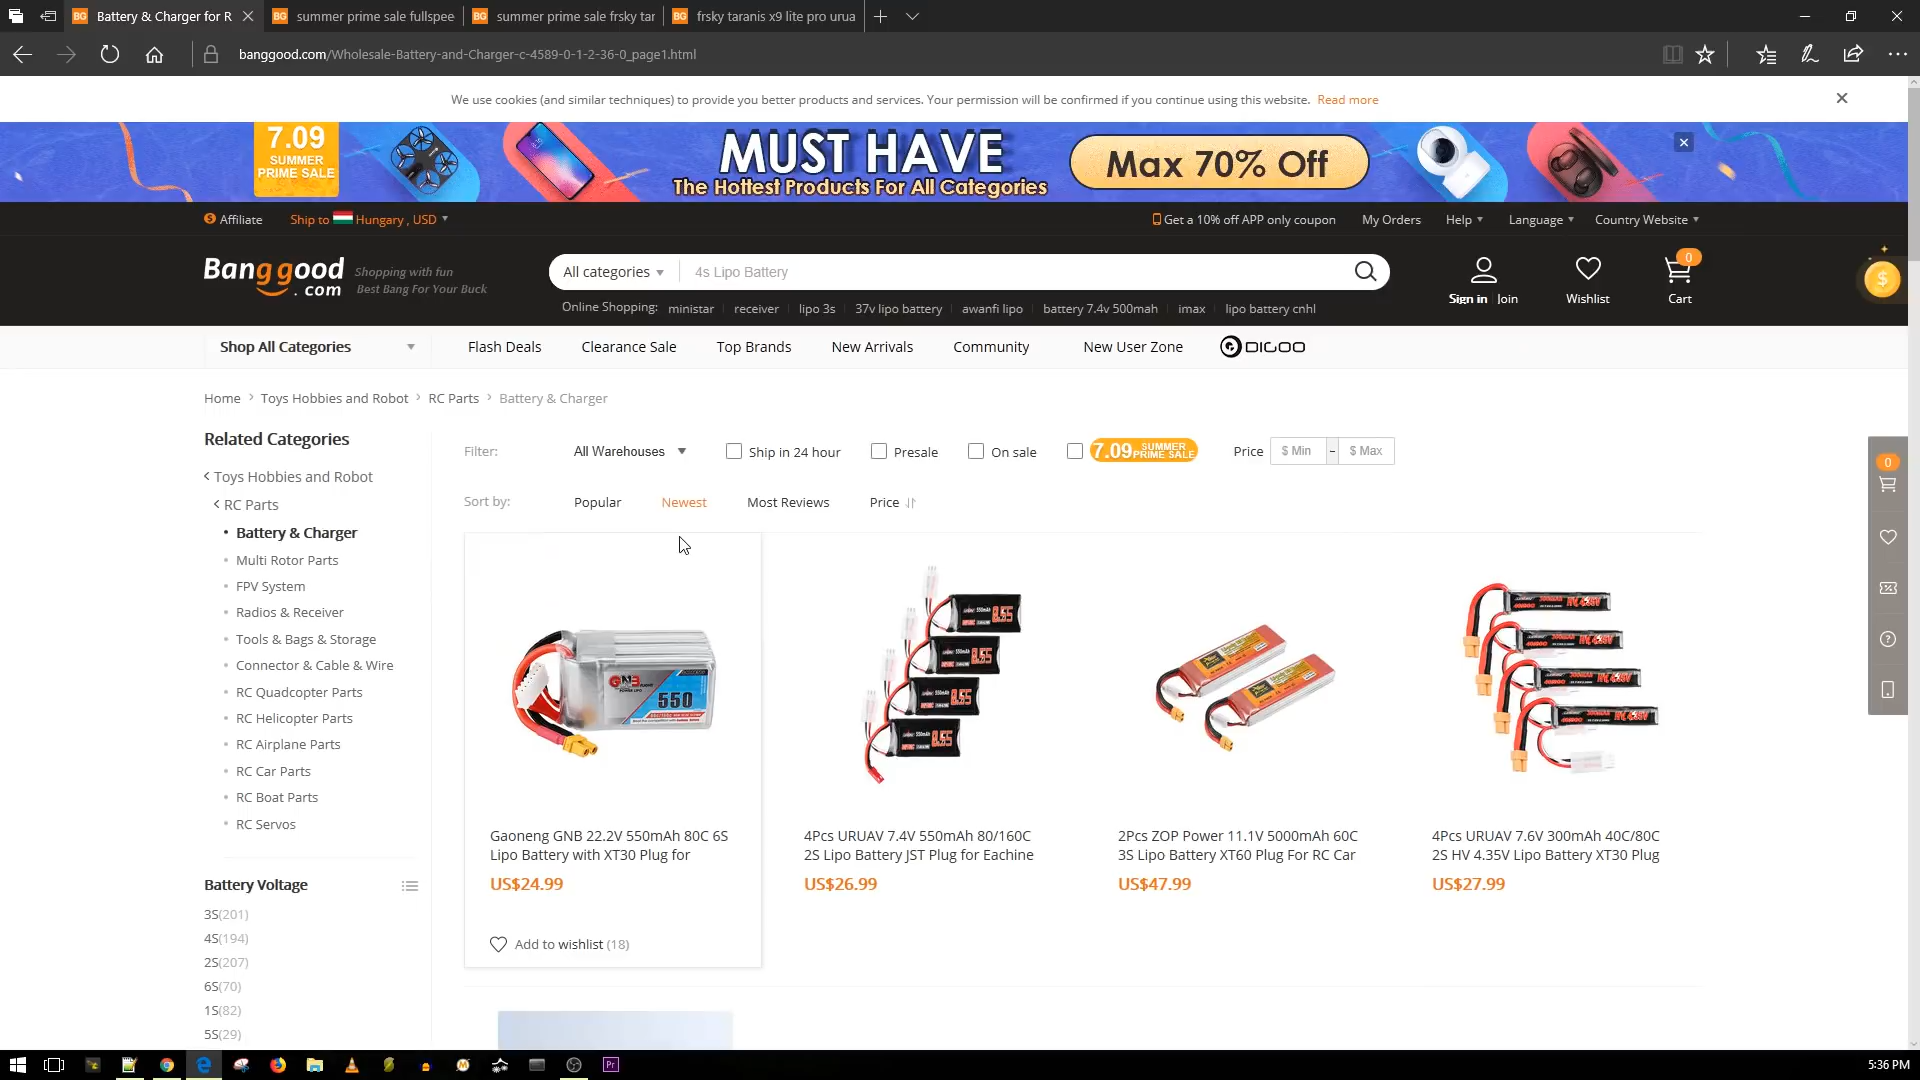 Battery & Charger for R
summer prime sale fullspee
summer prime sale frsky tar
frsky taranis x9 lite pro urua
banggood.com/Wholesale-Battery-and-Charger-c-4589-0-1-2-36-0_page1.html
We use cookies (and similar techniques) to provide you better products and services. Your permission will be confirmed if you continue using this website. Read more
7.09
SUMMER
PRIME SALE
MUST HAVE
The Hottest Products For All Categories
Max 70% Off
Affiliate
Ship to Hungary , USD
Get a 10% off APP only coupon
My Orders
Help
Language
Country Website
Banggood.com
Shopping with fun
Best Bang For Your Buck
All categories
4s Lipo Battery
Sign in Join
Wishlist
0
Cart
Online Shopping: ministar receiver lipo 3s 37v lipo battery awanfi lipo battery 7.4v 500mah imax lipo battery cnhl
Shop All Categories
Flash Deals
Clearance Sale
Top Brands
New Arrivals
Community
New User Zone
DIGOO
Home > Toys Hobbies and Robot > RC Parts > Battery & Charger
Related Categories
< Toys Hobbies and Robot
< RC Parts
• Battery & Charger
Multi Rotor Parts
FPV System
Radios & Receiver
Tools & Bags & Storage
Connector & Cable & Wire
RC Quadcopter Parts
RC Helicopter Parts
RC Airplane Parts
RC Car Parts
RC Boat Parts
RC Servos
Battery Voltage
3S(201)
4S(194)
2S(207)
6S(70)
1S(82)
5S(29)
Filter:
All Warehouses
Ship in 24 hour
Presale
On sale
7.09 SUMMER PRIME SALE
Price $ Min – $ Max
Sort by:
Popular
Newest
Most Reviews
Price
GNB
550
Gaoneng GNB 22.2V 550mAh 80C 6S
Lipo Battery with XT30 Plug for
US$24.99
Add to wishlist (18)
8.55
8.55
8.55
8.55
4Pcs URUAV 7.4V 550mAh 80/160C
2S Lipo Battery JST Plug for Eachine
US$26.99
2Pcs ZOP Power 11.1V 5000mAh 60C
3S Lipo Battery XT60 Plug For RC Car
US$47.99
4Pcs URUAV 7.6V 300mAh 40C/80C
2S HV 4.35V Lipo Battery XT30 Plug
US$27.99
0
5:36 PM